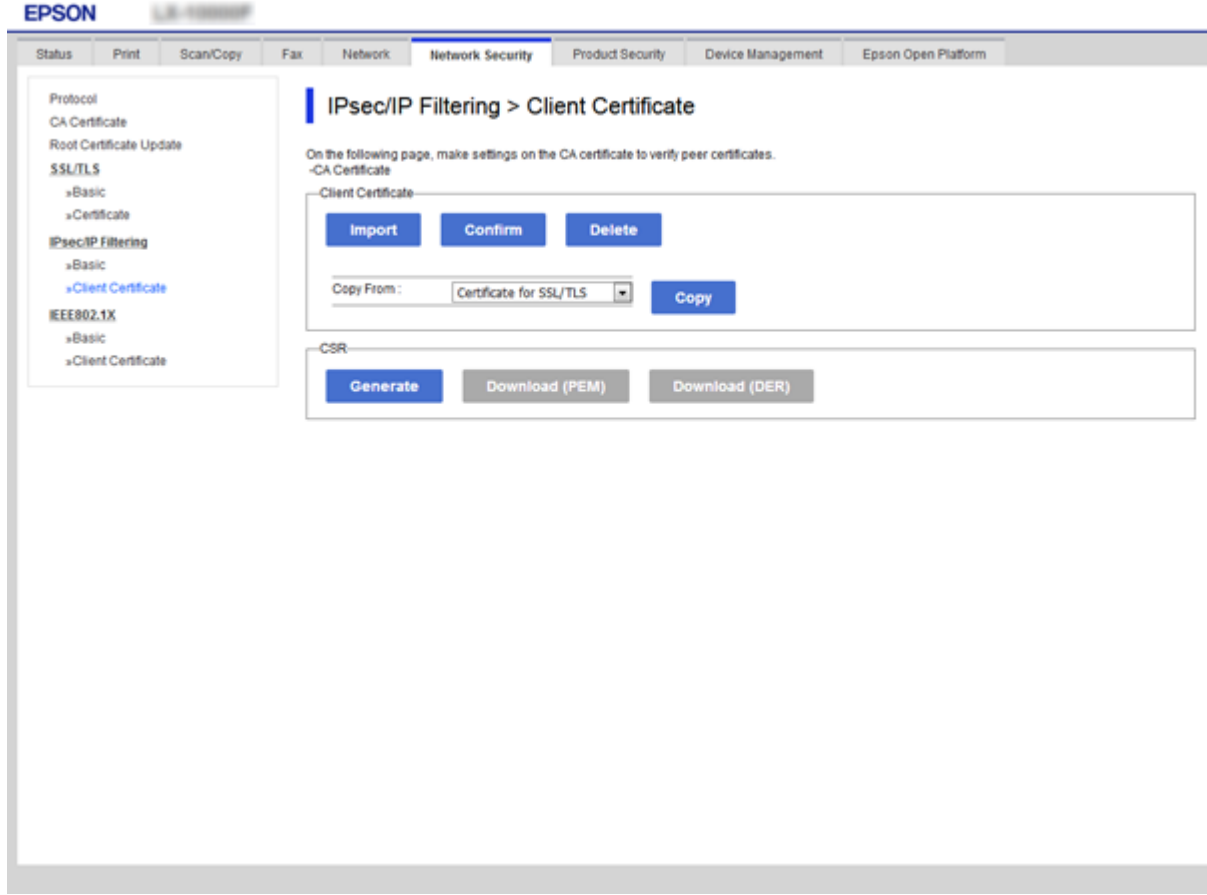 EPSON
Status Print Scan/Copy Fax Network Network Security Product Security Device Management Epson Open Platform
Protocol
CA Certificate
Root Certificate Update
SSL/TLS
»Basic
»Certificate
IPsec/IP Filtering
»Basic
»Client Certificate
IEEE802.1X
»Basic
»Client Certificate
IPsec/IP Filtering > Client Certificate
On the following page, make settings on the CA certificate to verify peer certificates.
-CA Certificate
Client Certificate
Import Confirm Delete
Copy From : Certificate for SSL/TLS Copy
CSR
Generate Download (PEM) Download (DER)